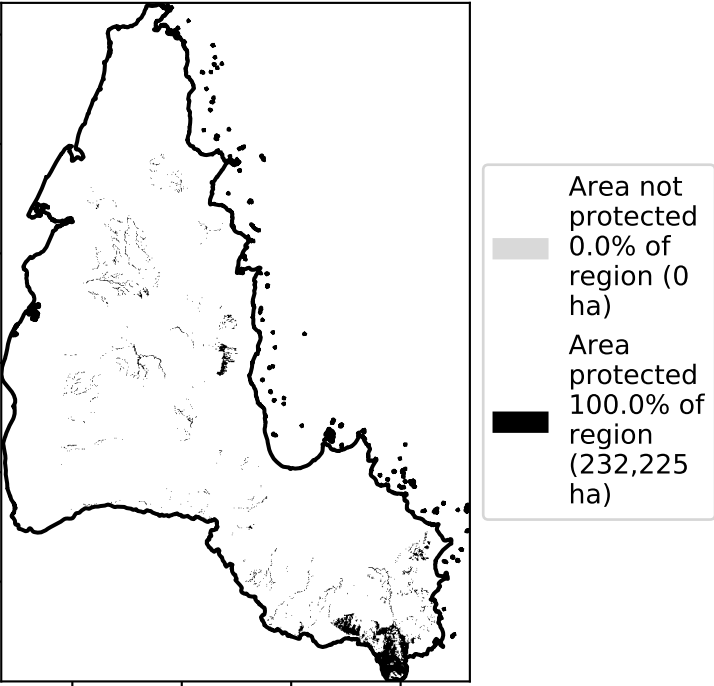 Area not
protected
0.0% of
region (0
ha)
Area
protected
100.0% of
region
(232,225
ha)